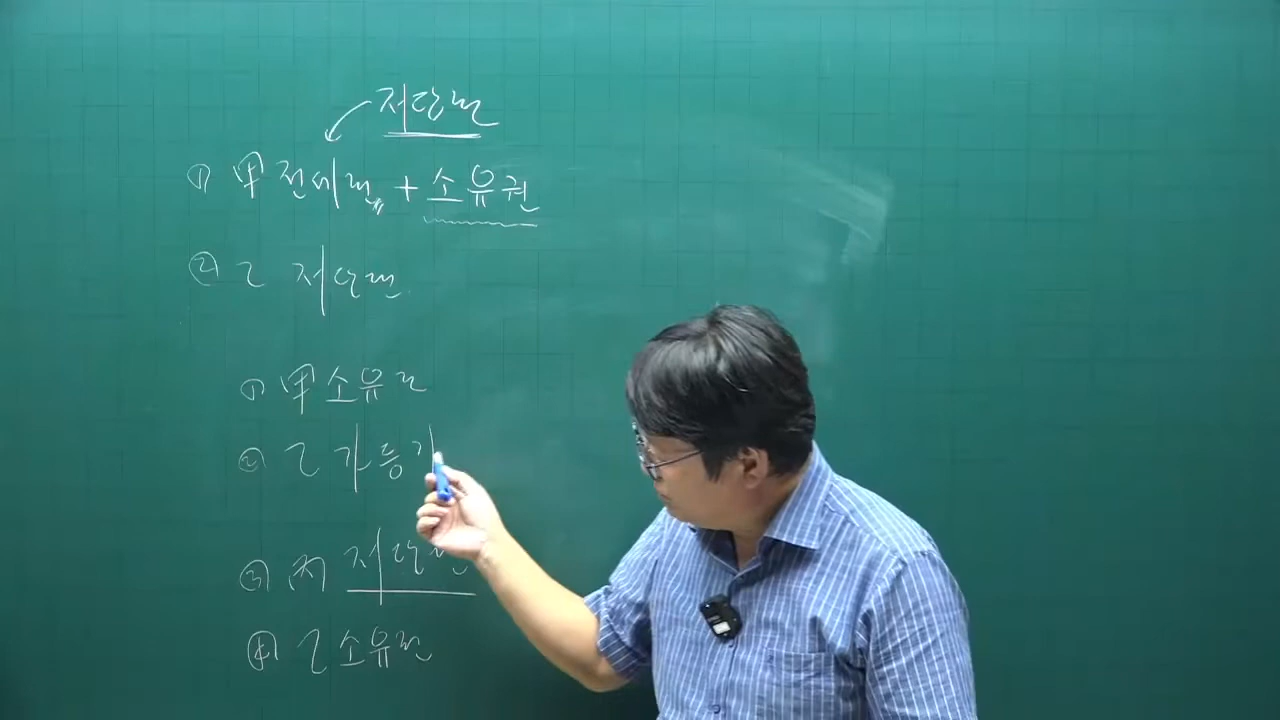 저당권
① 甲 전세권 + 소유권
② 乙 저당권
① 甲 소유권
② 乙 가등기
③ 丙 저당권
④ 乙 소유권